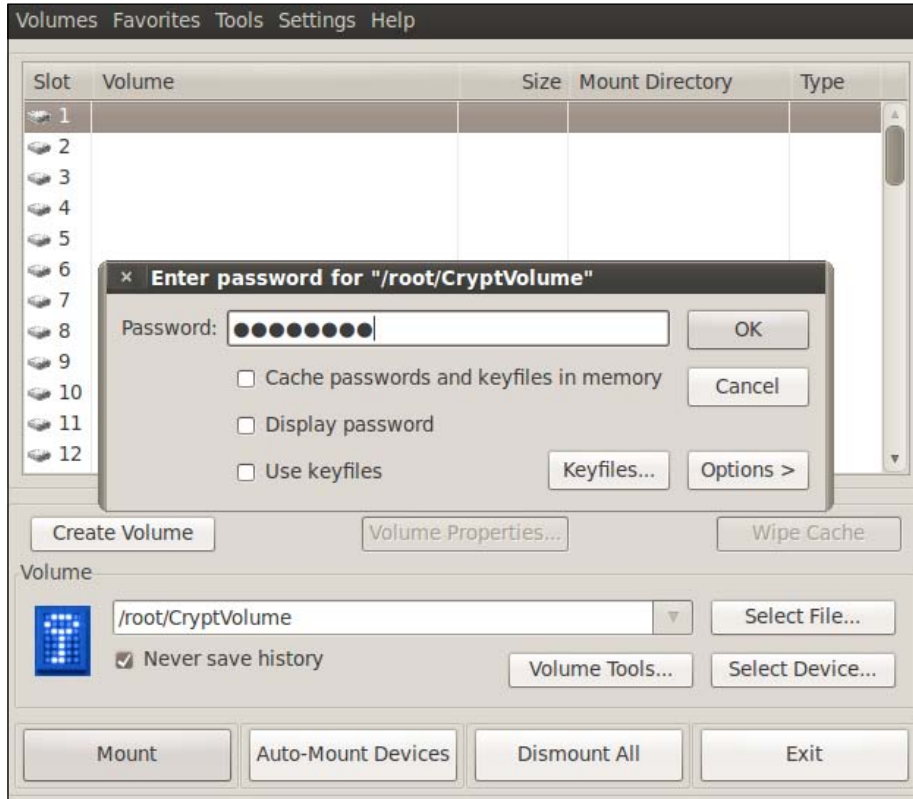 Volumes Favorites Tools Settings Help
Slot Volume Size Mount Directory Type
1
2
3
4
5
6
7
8
9
10
11
12
× Enter password for "/root/CryptVolume"
Password: ●●●●●●●● OK
Cache passwords and keyfiles in memory
Cancel
Display password
Use keyfiles Keyfiles... Options >
Create Volume Volume Properties... Wipe Cache
Volume
/root/CryptVolume Select File...
Never save history Volume Tools... Select Device...
Mount Auto-Mount Devices Dismount All Exit